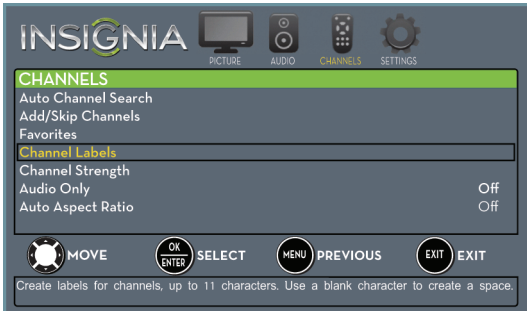 INSIGNIA
PICTURE AUDIO CHANNELS SETTINGS
CHANNELS
Auto Channel Search
Add/Skip Channels
Favorites
Channel Labels
Channel Strength
Audio Only Off
Auto Aspect Ratio Off
MOVE OK ENTER SELECT MENU PREVIOUS EXIT EXIT
Create labels for channels, up to 11 characters. Use a blank character to create a space.